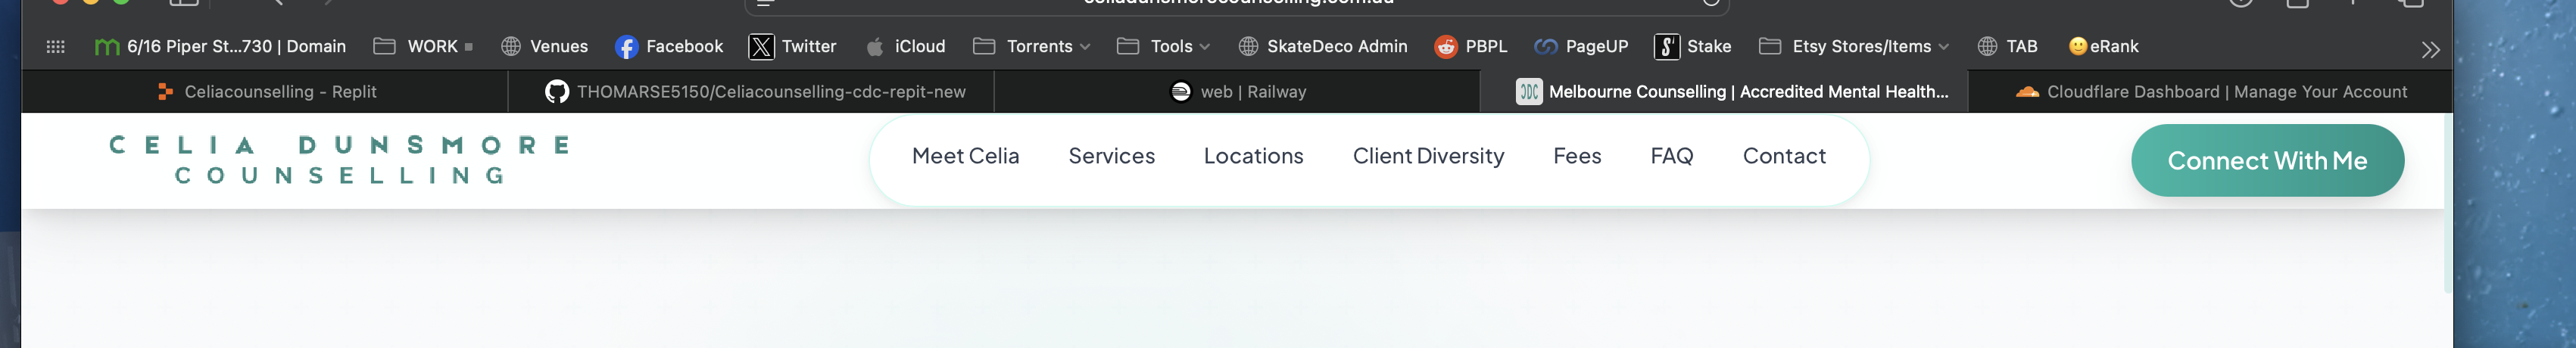 celiadunsmorecounselling.com.au
6/16 Piper St...730 | Domain WORK Venues Facebook Twitter iCloud Torrents Tools SkateDeco Admin PBPL PageUP Stake Etsy Stores/Items TAB eRank
Celiacounselling - Replit THOMARSE5150/Celiacounselling-cdc-repit-new web | Railway CDC Melbourne Counselling | Accredited Mental Health... Cloudflare Dashboard | Manage Your Account
CELIA DUNSMORE
COUNSELLING
Meet Celia Services Locations Client Diversity Fees FAQ Contact
Connect With Me